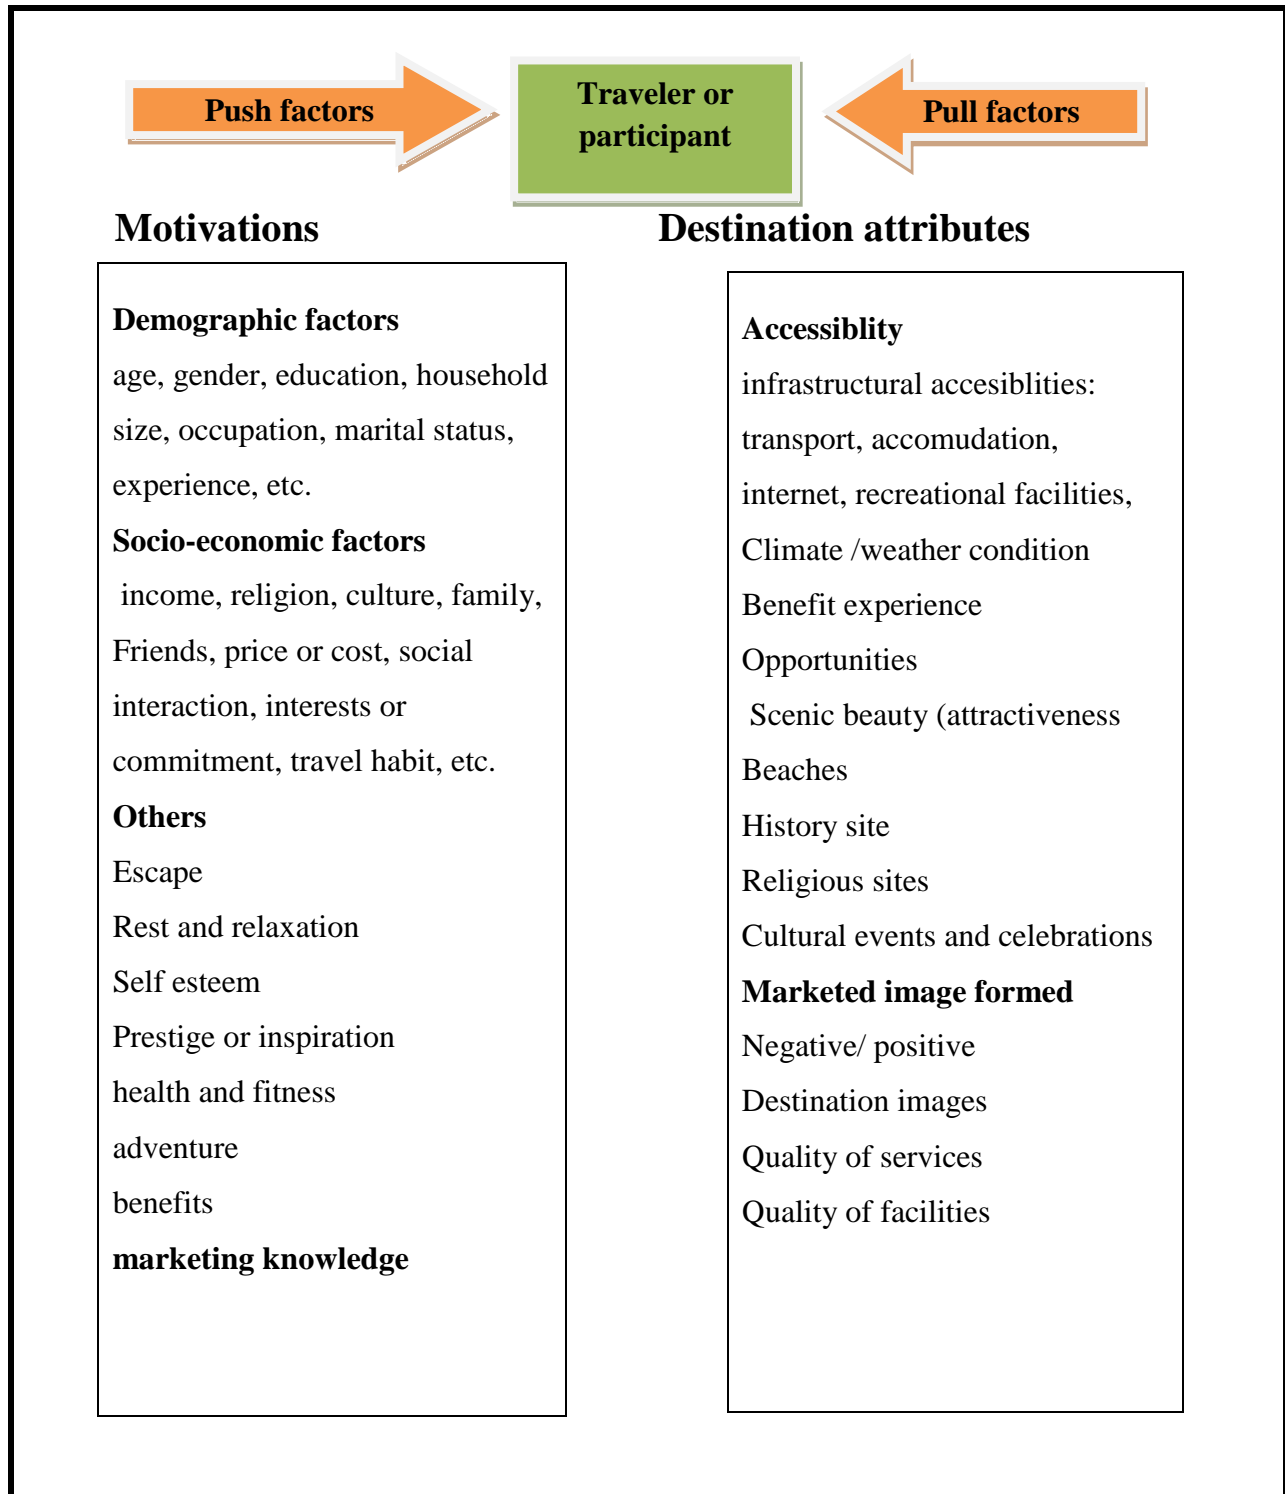 Push factors
Traveler or
participant
Pull factors
Motivations
Destination attributes
Demographic factors
age, gender, education, household
size, occupation, marital status,
experience, etc.
Socio-economic factors
income, religion, culture, family,
Friends, price or cost, social
interaction, interests or
commitment, travel habit, etc.
Others
Escape
Rest and relaxation
Self esteem
Prestige or inspiration
health and fitness
adventure
benefits
marketing knowledge
Accessiblity
infrastructural accesiblities:
transport, accomudation,
internet, recreational facilities,
Climate /weather condition
Benefit experience
Opportunities
Scenic beauty (attractiveness
Beaches
History site
Religious sites
Cultural events and celebrations
Marketed image formed
Negative/ positive
Destination images
Quality of services
Quality of facilities